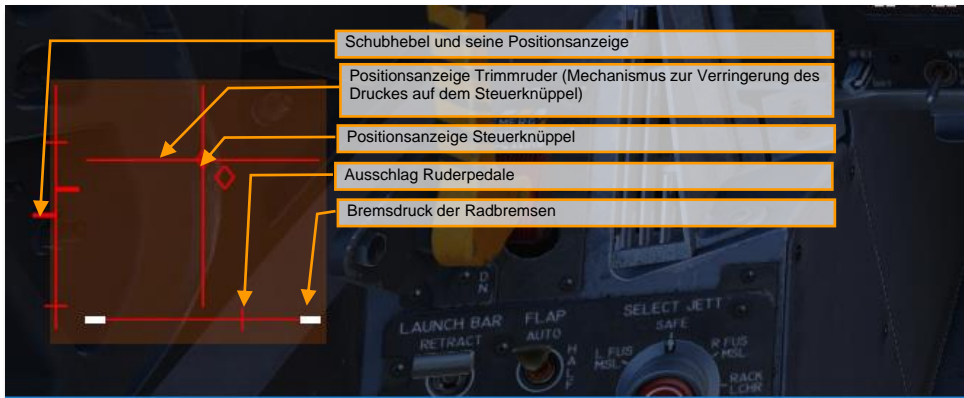 Schubhebel und seine Positionsanzeige
Positionsanzeige Trimmruder (Mechanismus zur Verringerung des
Druckes auf dem Steuerknüppel)
Positionsanzeige Steuerknüppel
Ausschlag Ruderpedale
Bremsdruck der Radbremsen
DN
LAUNCH BAR
RETRACT
FLAP
AUTO
HALF
SELECT JETT
SAFE
L FUS
MSL
R FUS
MSL
RACK
LCHR